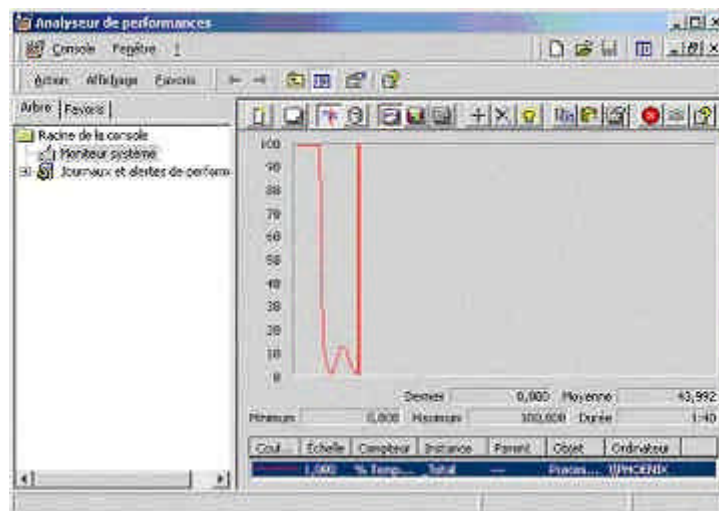 Analyseur de performances
Console Fenêtre ?
Action Affichage Favoris
Arbre Favoris
Racine de la console
Moniteur système
Journaux et alertes de perform
100
90
80
70
60
50
40
30
20
10
0
Dernier 0,000 Moyenne 43,992
Minimum 0,000 Maximum 100,000 Durée 1:40
Coul... Echelle Compteur Instance Parent Objet Ordinateur
1,000 % Temp... _Total --- Proces... \\PHOENIX